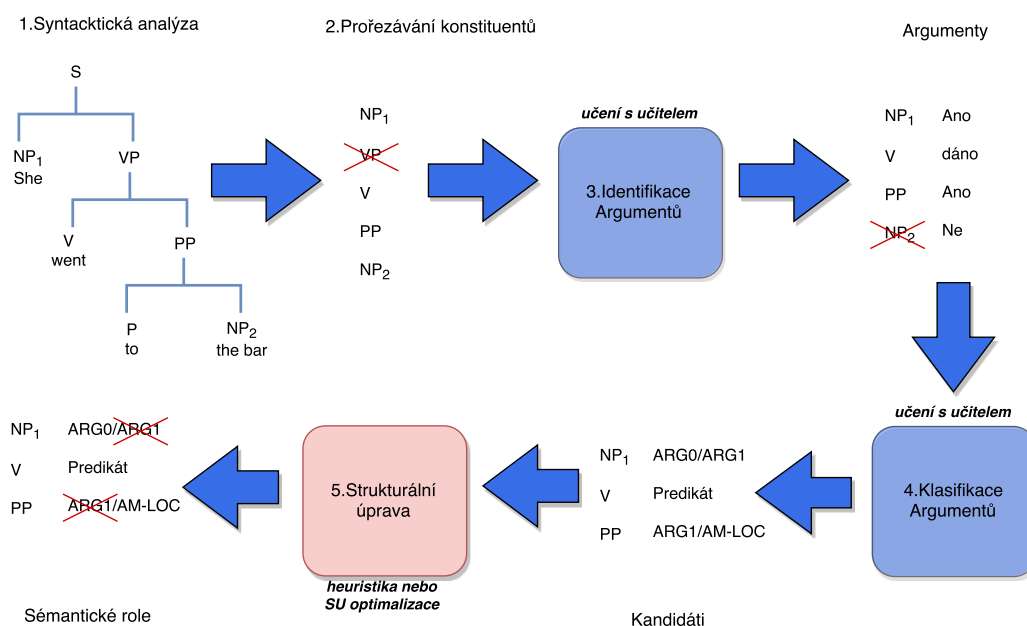 1.Syntacktická analýza
S
NP1
She
VP
V
went
PP
P
to
NP2
the bar
2.Prořezávání konstituentů
NP1
VP
V
PP
NP2
učení s učitelem
3.Identifikace
Argumentů
Argumenty
NP1 Ano
V dáno
PP Ano
NP2 Ne
učení s učitelem
4.Klasifikace
Argumentů
NP1 ARG0/ARG1
V Predikát
PP ARG1/AM-LOC
Kandidáti
5.Strukturální
úprava
heuristika nebo
SU optimalizace
NP1 ARG0/ARG1
V Predikát
PP ARG1/AM-LOC
Sémantické role